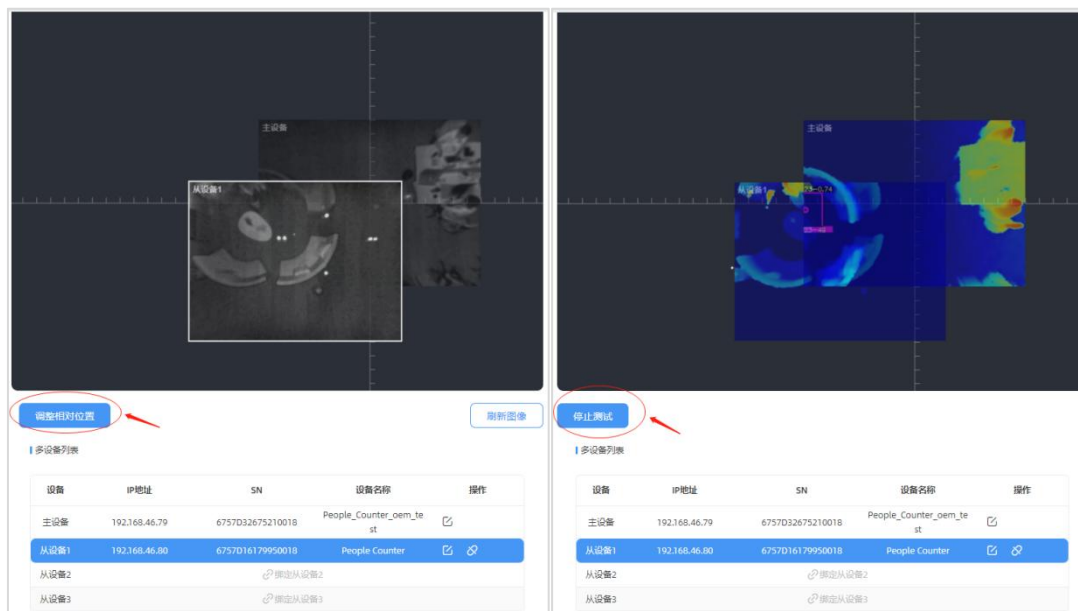 主设备
从设备1
调整相对位置
刷新图像
多设备列表
设备 IP地址 SN 设备名称 操作
主设备 192.168.46.79 6757D32675210018 People_Counter_oem_te
st
从设备1 192.168.46.80 6757D16179950018 People Counter
从设备2 绑定从设备2
从设备3 绑定从设备3
主设备
从设备1
停止测试
多设备列表
设备 IP地址 SN 设备名称 操作
主设备 192.168.46.79 6757D32675210018 People_Counter_oem_te
st
从设备1 192.168.46.80 6757D16179950018 People Counter
从设备2 绑定从设备2
从设备3 绑定从设备3